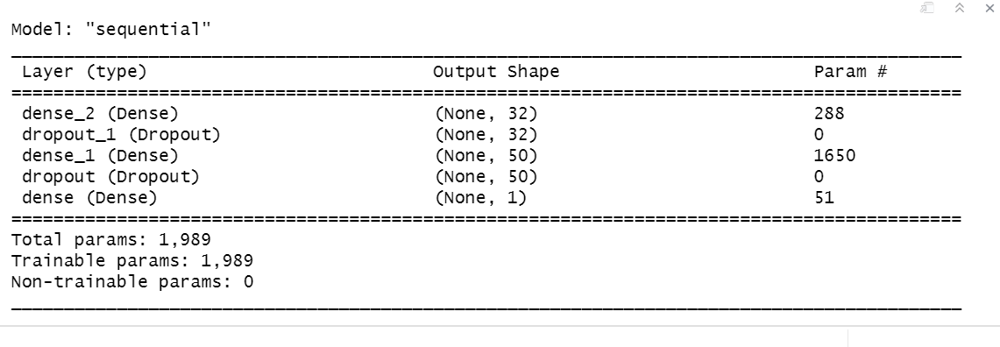 Model: "sequential"
Layer (type) Output Shape Param #
dense_2 (Dense) (None, 32) 288
dropout_1 (Dropout) (None, 32) 0
dense_1 (Dense) (None, 50) 1650
dropout (Dropout) (None, 50) 0
dense (Dense) (None, 1) 51
Total params: 1,989
Trainable params: 1,989
Non-trainable params: 0